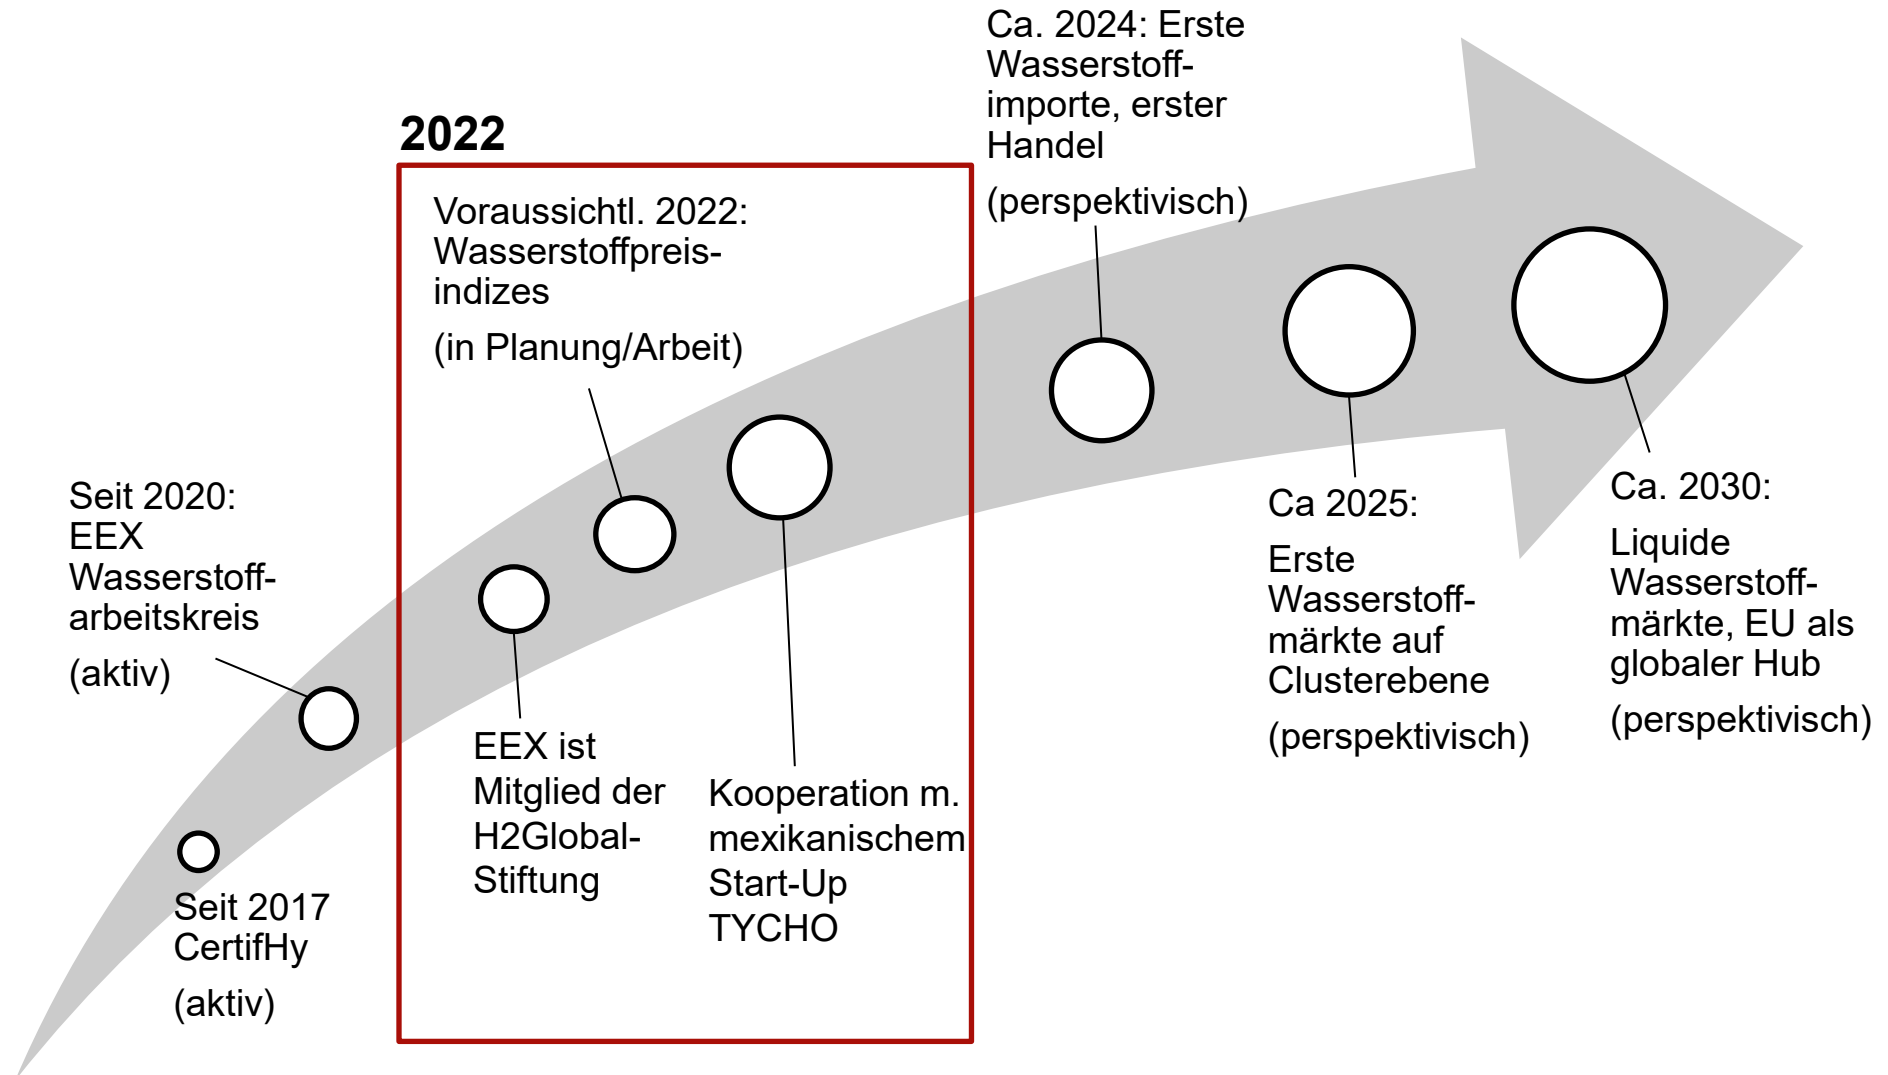 Ca. 2024: Erste
Wasserstoff-
importe, erster
Handel
(perspektivisch)
2022
Voraussichtl. 2022:
Wasserstoffpreis-
indizes
(in Planung/Arbeit)
Seit 2020:
EEX
Wasserstoff-
arbeitskreis
(aktiv)
Seit 2017
CertifHy
(aktiv)
EEX ist
Mitglied der
H2Global-
Stiftung
Kooperation m.
mexikanischem
Start-Up
TYCHO
Ca 2025:
Erste
Wasserstoff-
märkte auf
Clusterebene
(perspektivisch)
Ca. 2030:
Liquide
Wasserstoff-
märkte, EU als
globaler Hub
(perspektivisch)